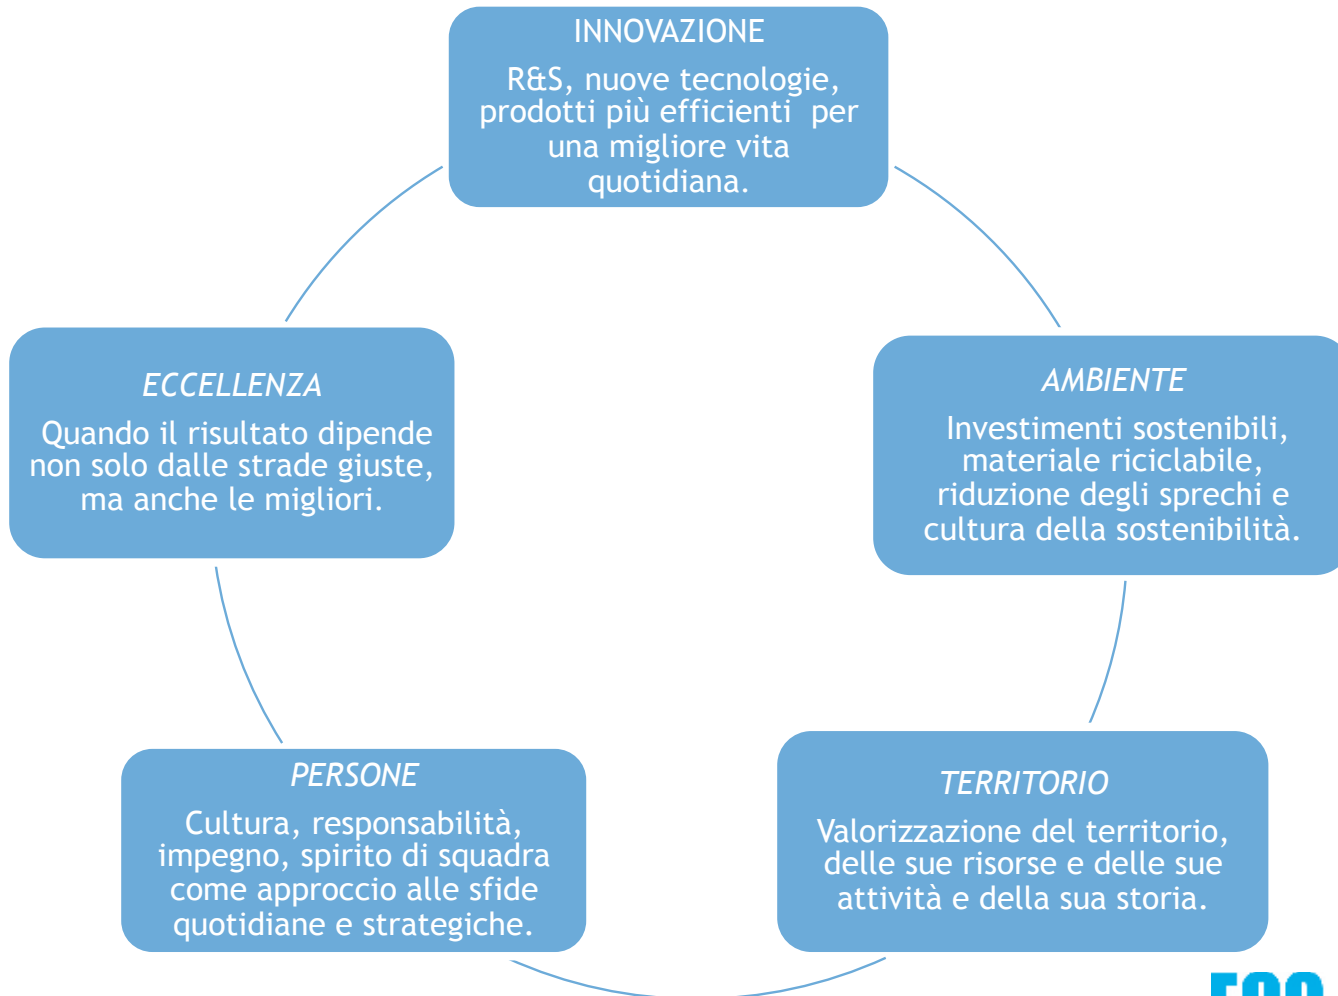 INNOVAZIONE
R&S, nuove tecnologie,
prodotti più efficienti per
una migliore vita
quotidiana.
ECCELLENZA
Quando il risultato dipende
non solo dalle strade giuste,
ma anche le migliori.
AMBIENTE
Investimenti sostenibili,
materiale riciclabile,
riduzione degli sprechi e
cultura della sostenibilità.
PERSONE
Cultura, responsabilità,
impegno, spirito di squadra
come approccio alle sfide
quotidiane e strategiche.
TERRITORIO
Valorizzazione del territorio,
delle sue risorse e delle sue
attività e della sua storia.